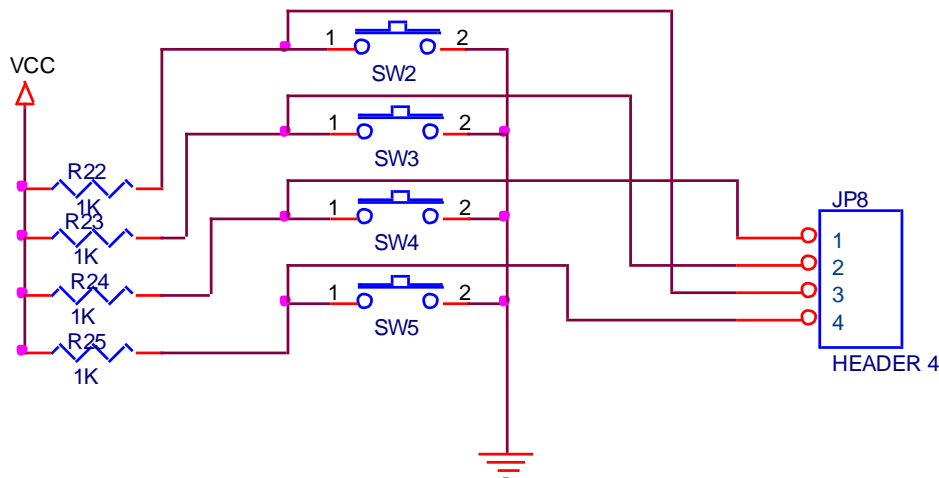 1 2
SW2
VCC
1 2
SW3
R22
1K
R23
1K
1 2
SW4
R24
1K
1 2
SW5
R25
1K
JP8
1
2
3
4
HEADER 4